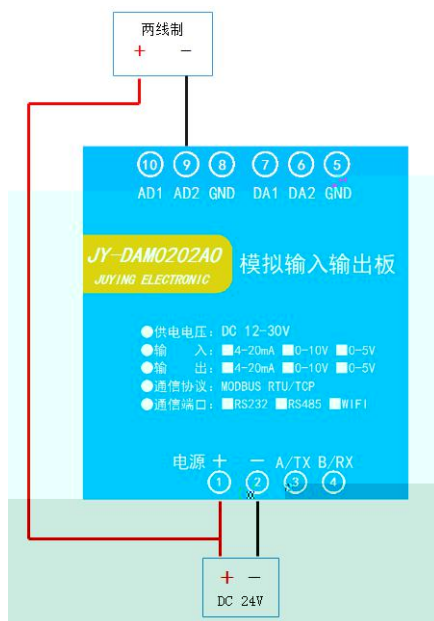 两线制
+ −
10 9 8 7 6 5
AD1 AD2 GND DA1 DA2 GND
JY-DAM0202AO
JUYING ELECTRONIC
模拟输入输出板
供电电压: DC 12-30V
输 入: 4-20mA 0-10V 0-5V
输 出: 4-20mA 0-10V 0-5V
通信协议: MODBUS RTU/TCP
通信端口: RS232 RS485 WIFI
电源 + − A/TX B/RX
1 2 3 4
+ −
DC 24V